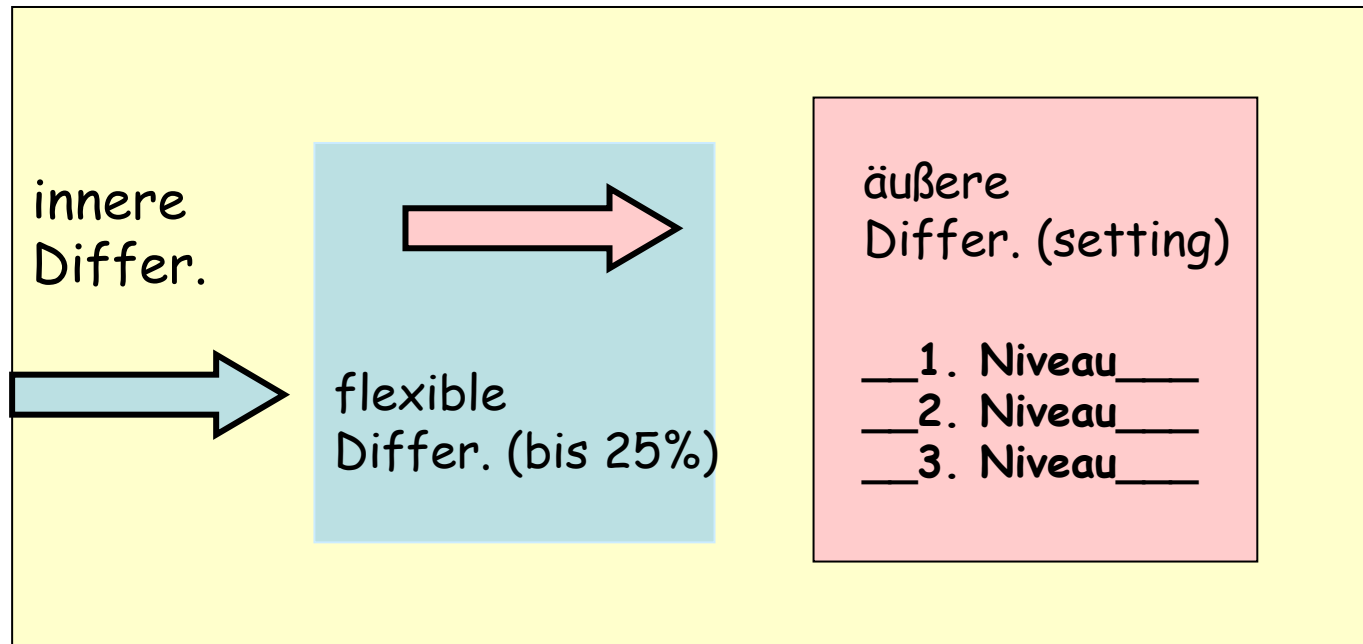 innere
Differ.
flexible
Differ. (bis 25%)
äußere
Differ. (setting)
__1. Niveau___
__2. Niveau___
__3. Niveau___